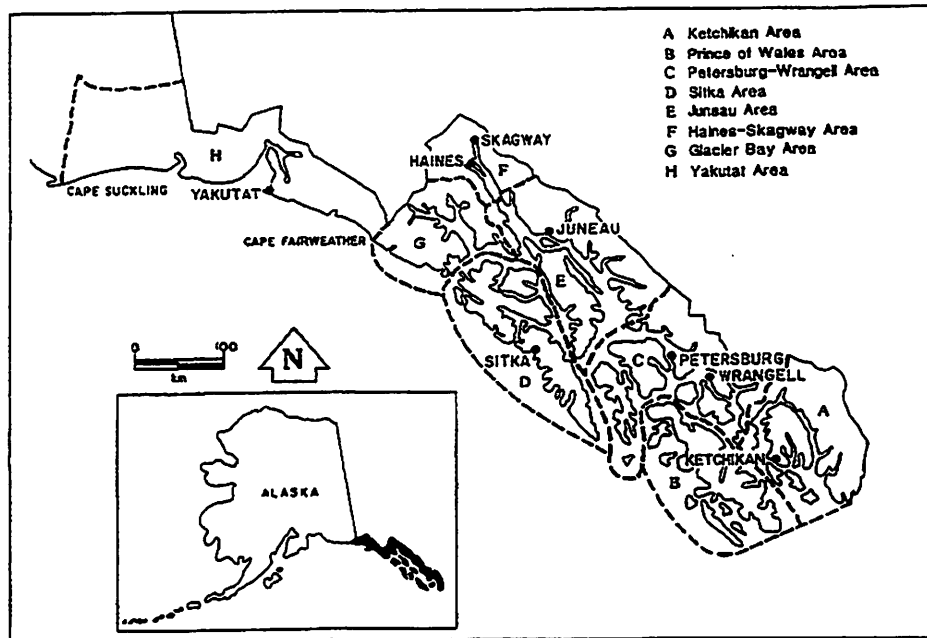 A Ketchikan Area
B Prince of Wales Area
C Petersburg-Wrangell Area
D Sitka Area
E Junsau Area
F Haines-Skagway Area
G Glacier Bay Area
H Yakutat Area
SKAGWAY
HAINES
F
H
CAPE SUCKLING
YAKUTAT
JUNEAU
CAPE FAIRWEATHER
G
E
0 100
km
N
SITKA
D
C
PETERSBURG
WRANGELL
A
KETCHIKAN
B
ALASKA